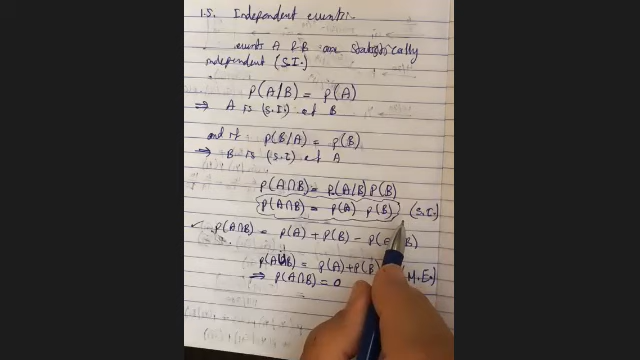 1.5. Independent events:
events A & B are statistically
independent (S.I.)
P(A/B) = P(A)
⇒ A is (S.I.) of B
and if P(B/A) = P(B)
⇒ B is (S.I) of A
P(A∩B) = P(A/B) P(B)
P(A∩B) = P(A) P(B) (S.I.)
P(A∩B) = P(A) + P(B) - P( B)
P(A∪B) = P(A)+P(B) (M.E.)
⇒ P(A∩B) = 0